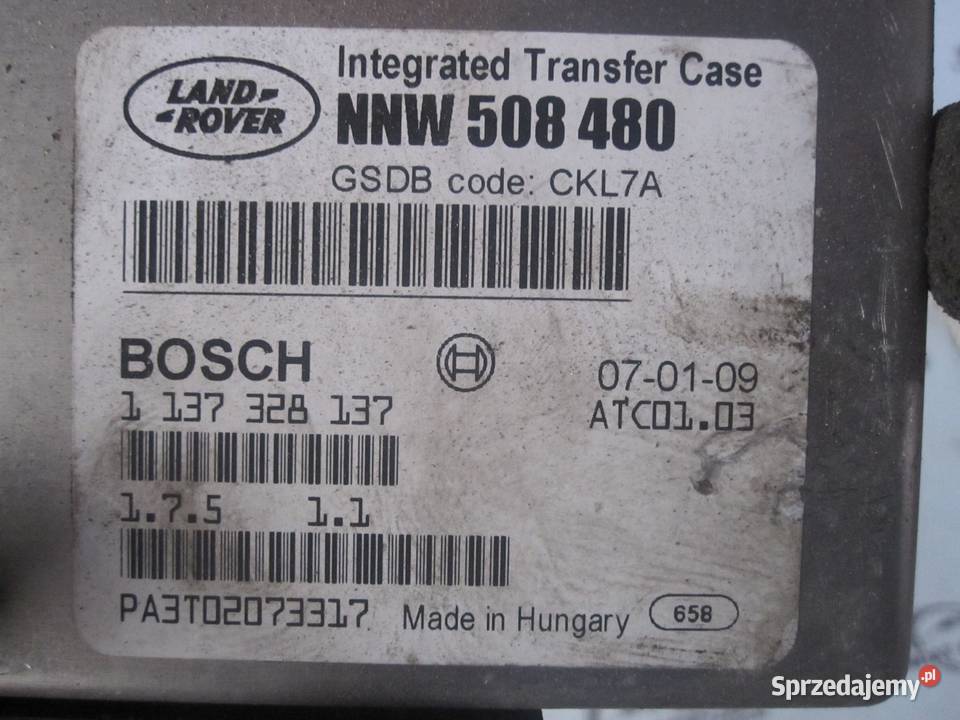 LAND-
-ROVER
Integrated Transfer Case
NNW 508 480
GSDB code: CKL7A
BOSCH
07-01-09
1 137 328 137
ATC01.03
1.7.5 1.1
PA3T02073317
Made in Hungary
658
Sprzedajemy.pl